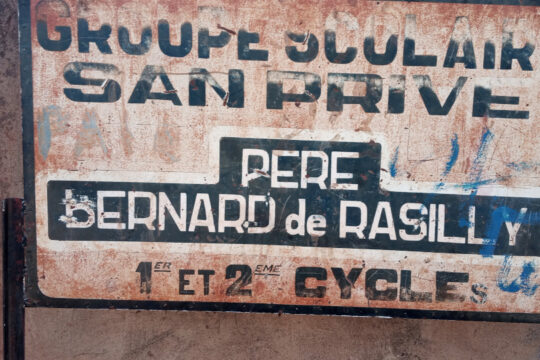 GROUPE SCOLAIR
SAN PRIVE
PERE
BERNARD de RASILLY
1ER ET 2EME CYCLEs